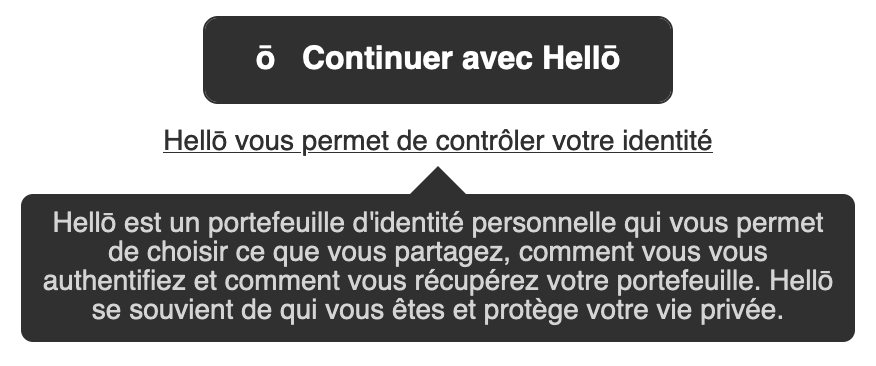 ō Continuer avec Hellō
Hellō vous permet de contrôler votre identité
Hellō est un portefeuille d'identité personnelle qui vous permet
de choisir ce que vous partagez, comment vous vous
authentifiez et comment vous récupérez votre portefeuille. Hellō
se souvient de qui vous êtes et protège votre vie privée.